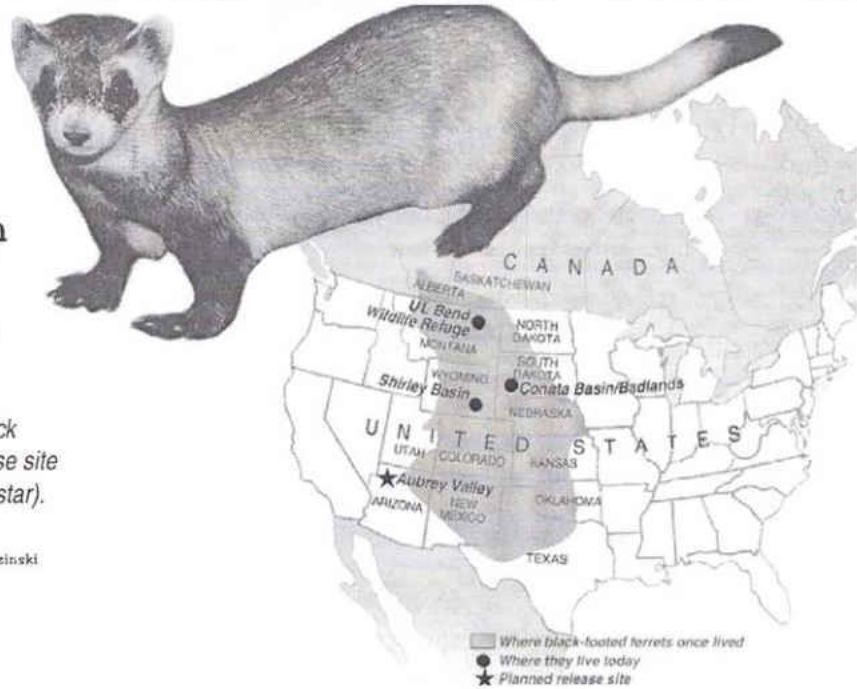 n
ck
se site
star).
zinski
CANADA
SASKATCHEWAN
ALBERTA
UL Bend
Wildlife Refuge
NORTH
DAKOTA
MONTANA
SOUTH
DAKOTA
WYOMING
Conata Basin/Badlands
Shirley Basin
NEBRASKA
UNITED STATES
UTAH
COLORADO
KANSAS
Aubrey Valley
ARIZONA
NEW
MEXICO
OKLAHOMA
TEXAS
Where black-footed ferrets once lived
Where they live today
Planned release site